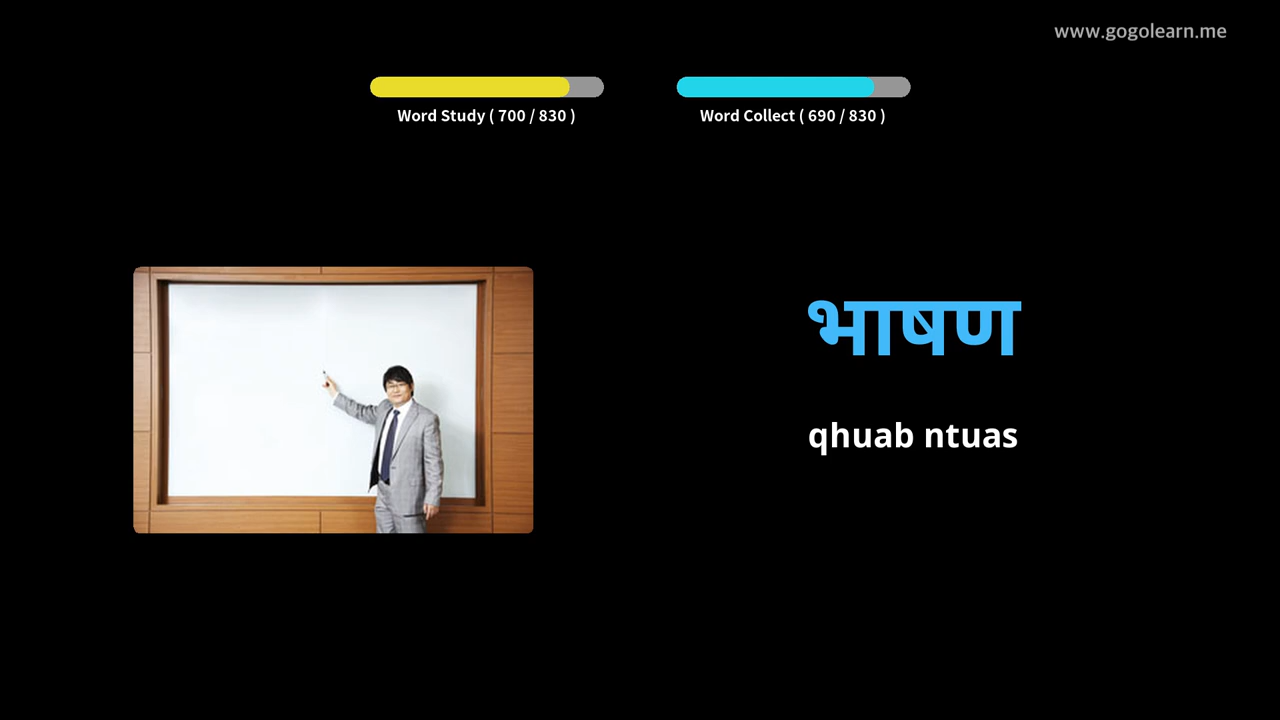 www.gogolearn.me
Word Study ( 700 / 830 )
Word Collect ( 690 / 830 )
भाषण
qhuab ntuas